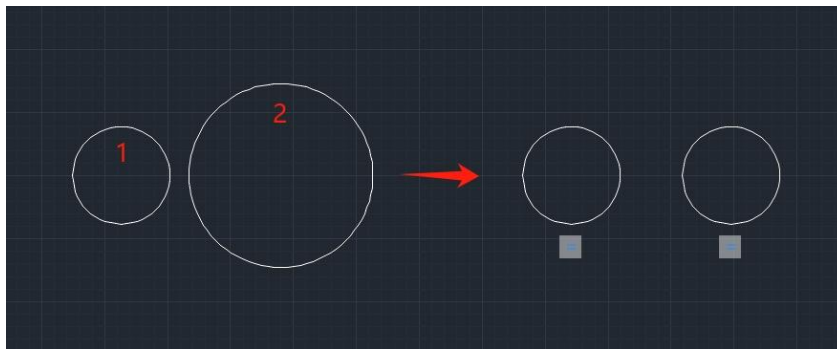 1
2
=
=